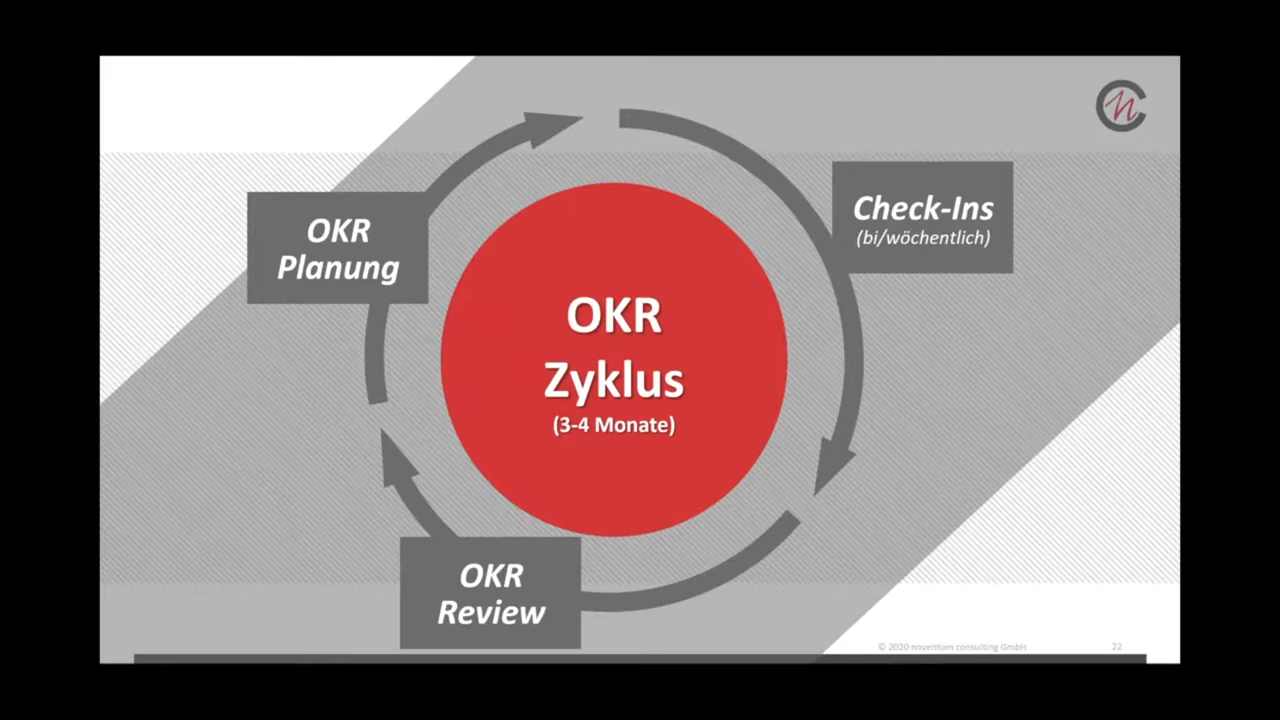 OKR
Planung
Check-Ins
(bi/wöchentlich)
OKR
Zyklus
(3-4 Monate)
OKR
Review
© 2020 noventum consulting GmbH
22